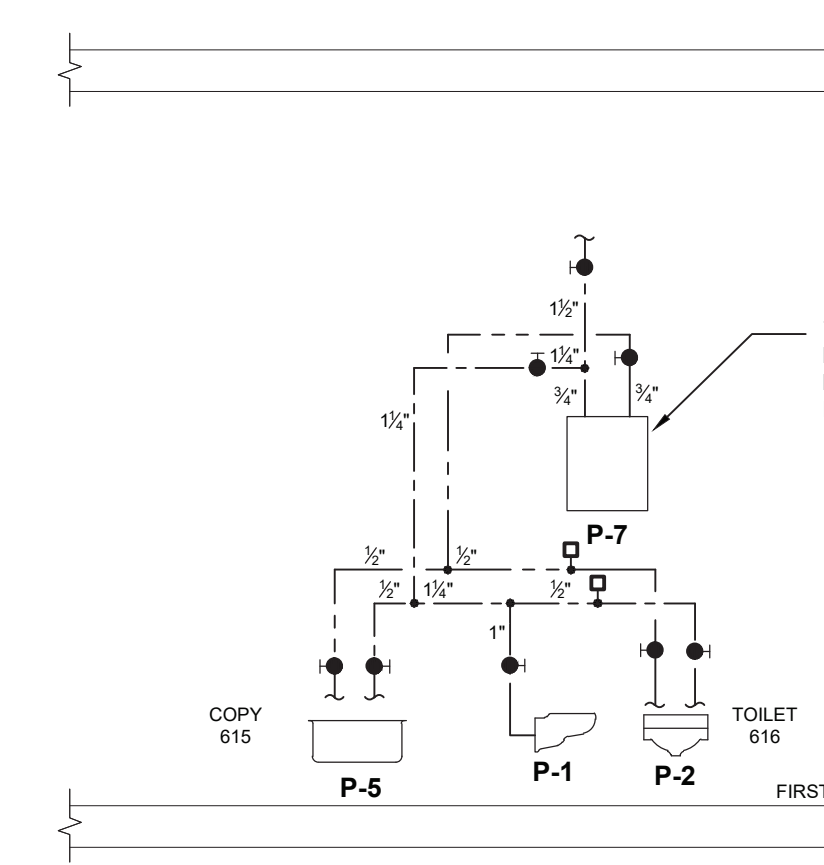 1½"
1¼"
¾"
¾"
1¼"
P-7
½"
½"
½"
1¼"
½"
1"
COPY
615
TOILET
616
P-5
P-1
P-2
FIRST